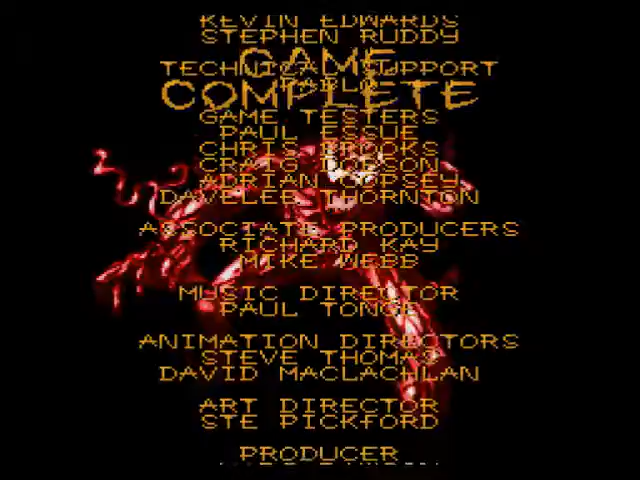 KEVIN EDWARDS
STEPHEN RUDDY
GAME
TECHNICAL SUPPORT
COMPLETE
GAME TESTERS
PAUL ESSUE
CHRIS BROOKS
CRAIG DOBSON
ADRIAN COPSEY
DAVELEE THORNTON
ASSOCIATE PRODUCERS
RICHARD KAY
MIKE WEBB
MUSIC DIRECTOR
PAUL TONGE
ANIMATION DIRECTORS
STEVE THOMAS
DAVID MACLACHLAN
ART DIRECTOR
STE PICKFORD
PRODUCER